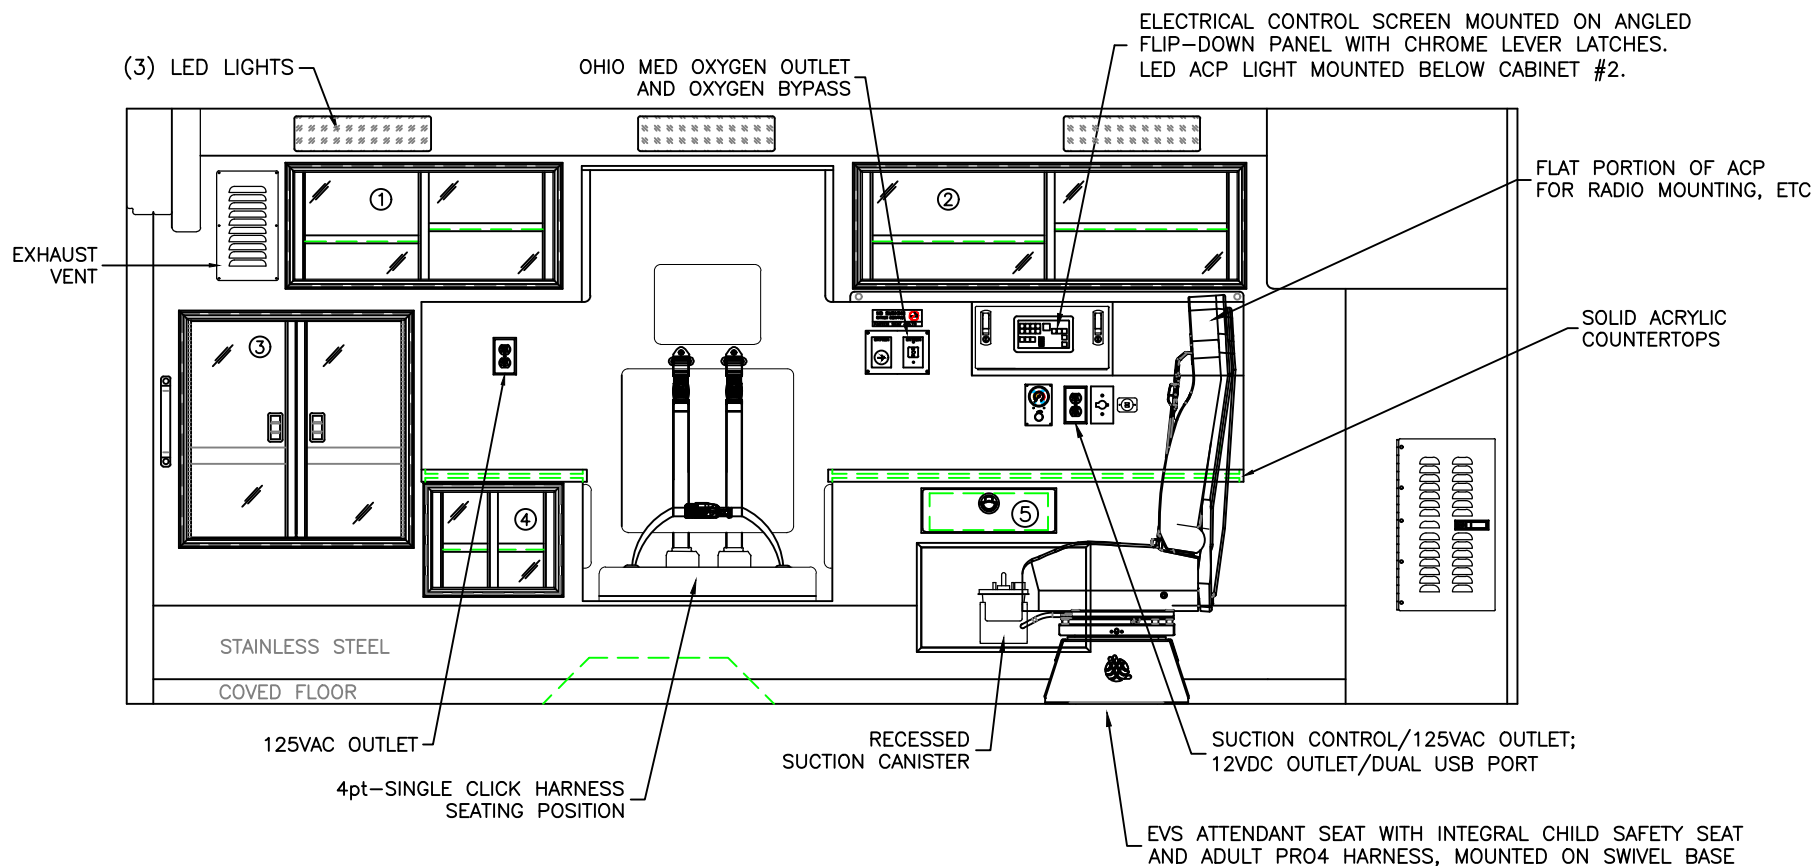 ELECTRICAL CONTROL SCREEN MOUNTED ON ANGLED
FLIP-DOWN PANEL WITH CHROME LEVER LATCHES.
LED ACP LIGHT MOUNTED BELOW CABINET #2.
(3) LED LIGHTS
OHIO MED OXYGEN OUTLET
AND OXYGEN BYPASS
FLAT PORTION OF ACP
FOR RADIO MOUNTING, ETC
1
2
EXHAUST
VENT
SOLID ACRYLIC
COUNTERTOPS
3
4
5
STAINLESS STEEL
COVED FLOOR
125VAC OUTLET
RECESSED
SUCTION CANISTER
SUCTION CONTROL/125VAC OUTLET;
12VDC OUTLET/DUAL USB PORT
4pt-SINGLE CLICK HARNESS
SEATING POSITION
EVS ATTENDANT SEAT WITH INTEGRAL CHILD SAFETY SEAT
AND ADULT PRO4 HARNESS, MOUNTED ON SWIVEL BASE